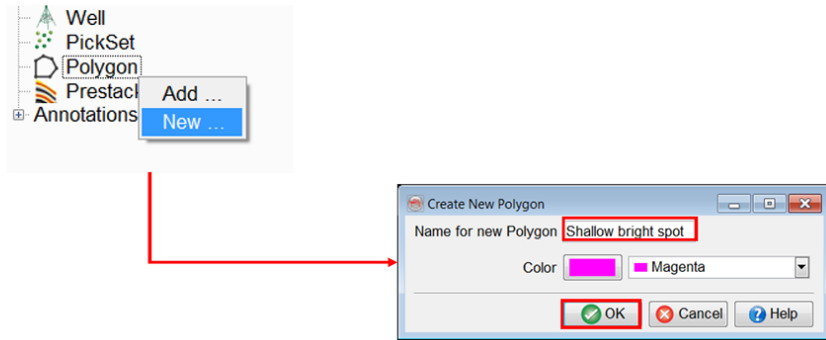 Well
PickSet
Polygon
Prestack
Add ...
Annotations
New ...
Create New Polygon
Name for new Polygon Shallow bright spot
Color Magenta
OK Cancel Help